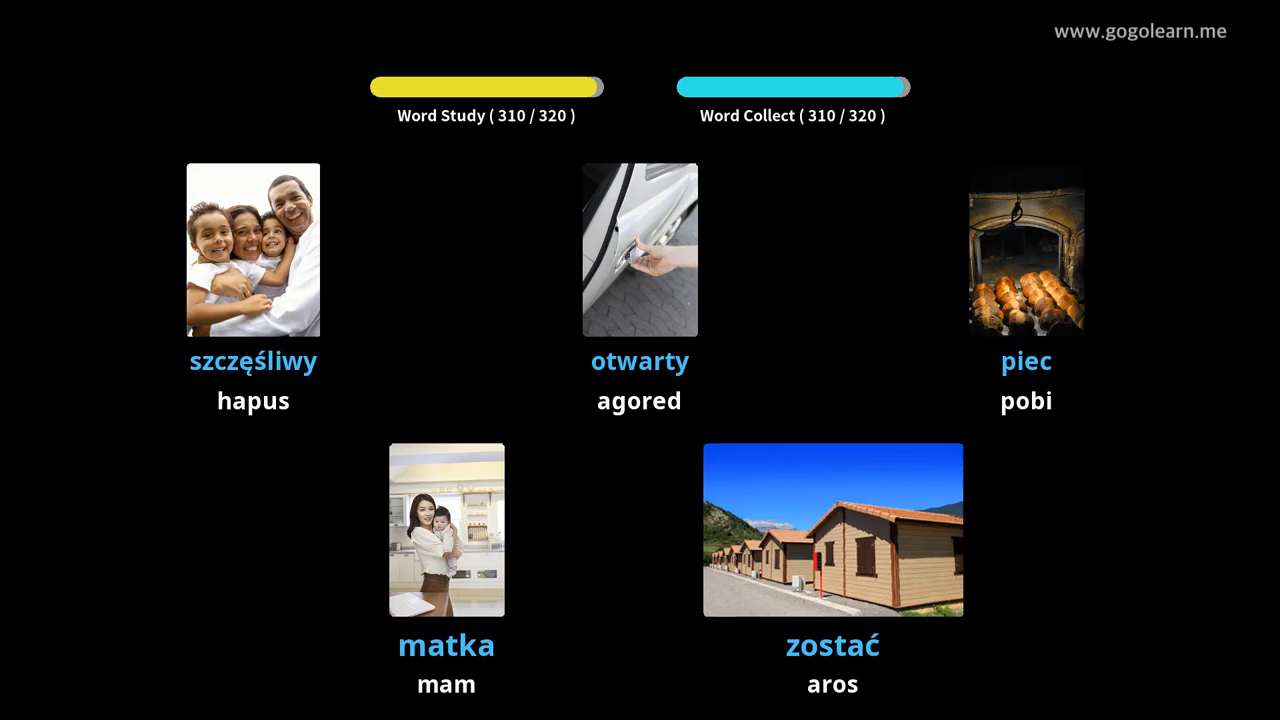 www.gogolearn.me
Word Study ( 310 / 320 )
Word Collect ( 310 / 320 )
szczęśliwy
hapus
otwarty
agored
piec
pobi
matka
mam
zostać
aros